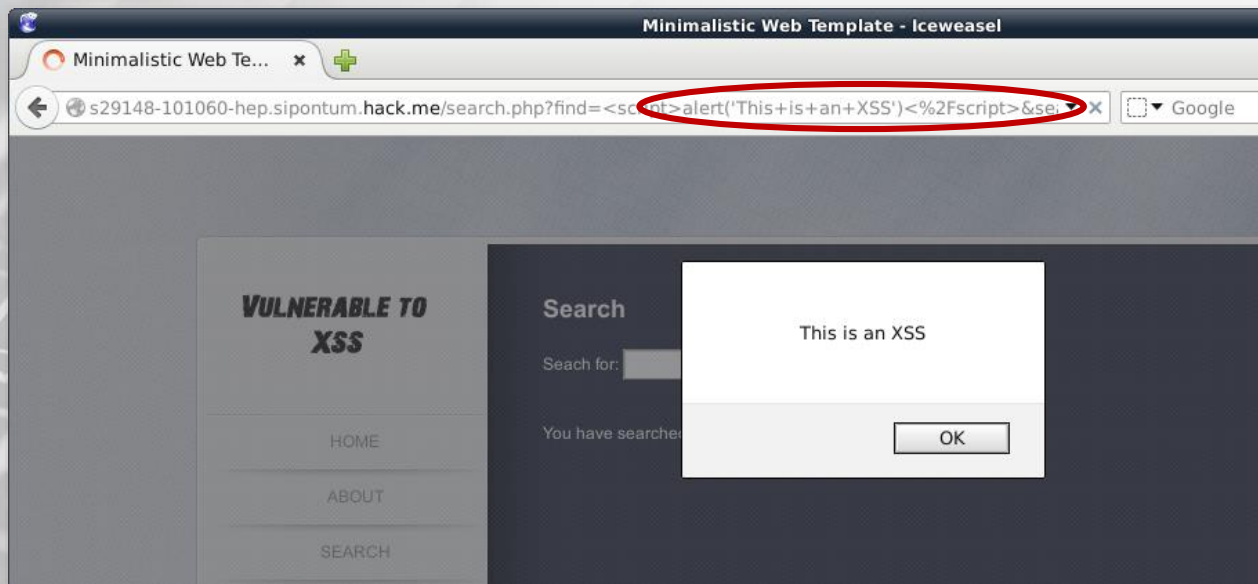 Minimalistic Web Template - Iceweasel
Minimalistic Web Te...
s29148-101060-hep.sipontum.hack.me/search.php?find=<script>alert('This+is+an+XSS')<%2Fscript>&sea
Google
VULNERABLE TO
XSS
HOME
ABOUT
SEARCH
Search
Seach for:
You have searched
This is an XSS
OK